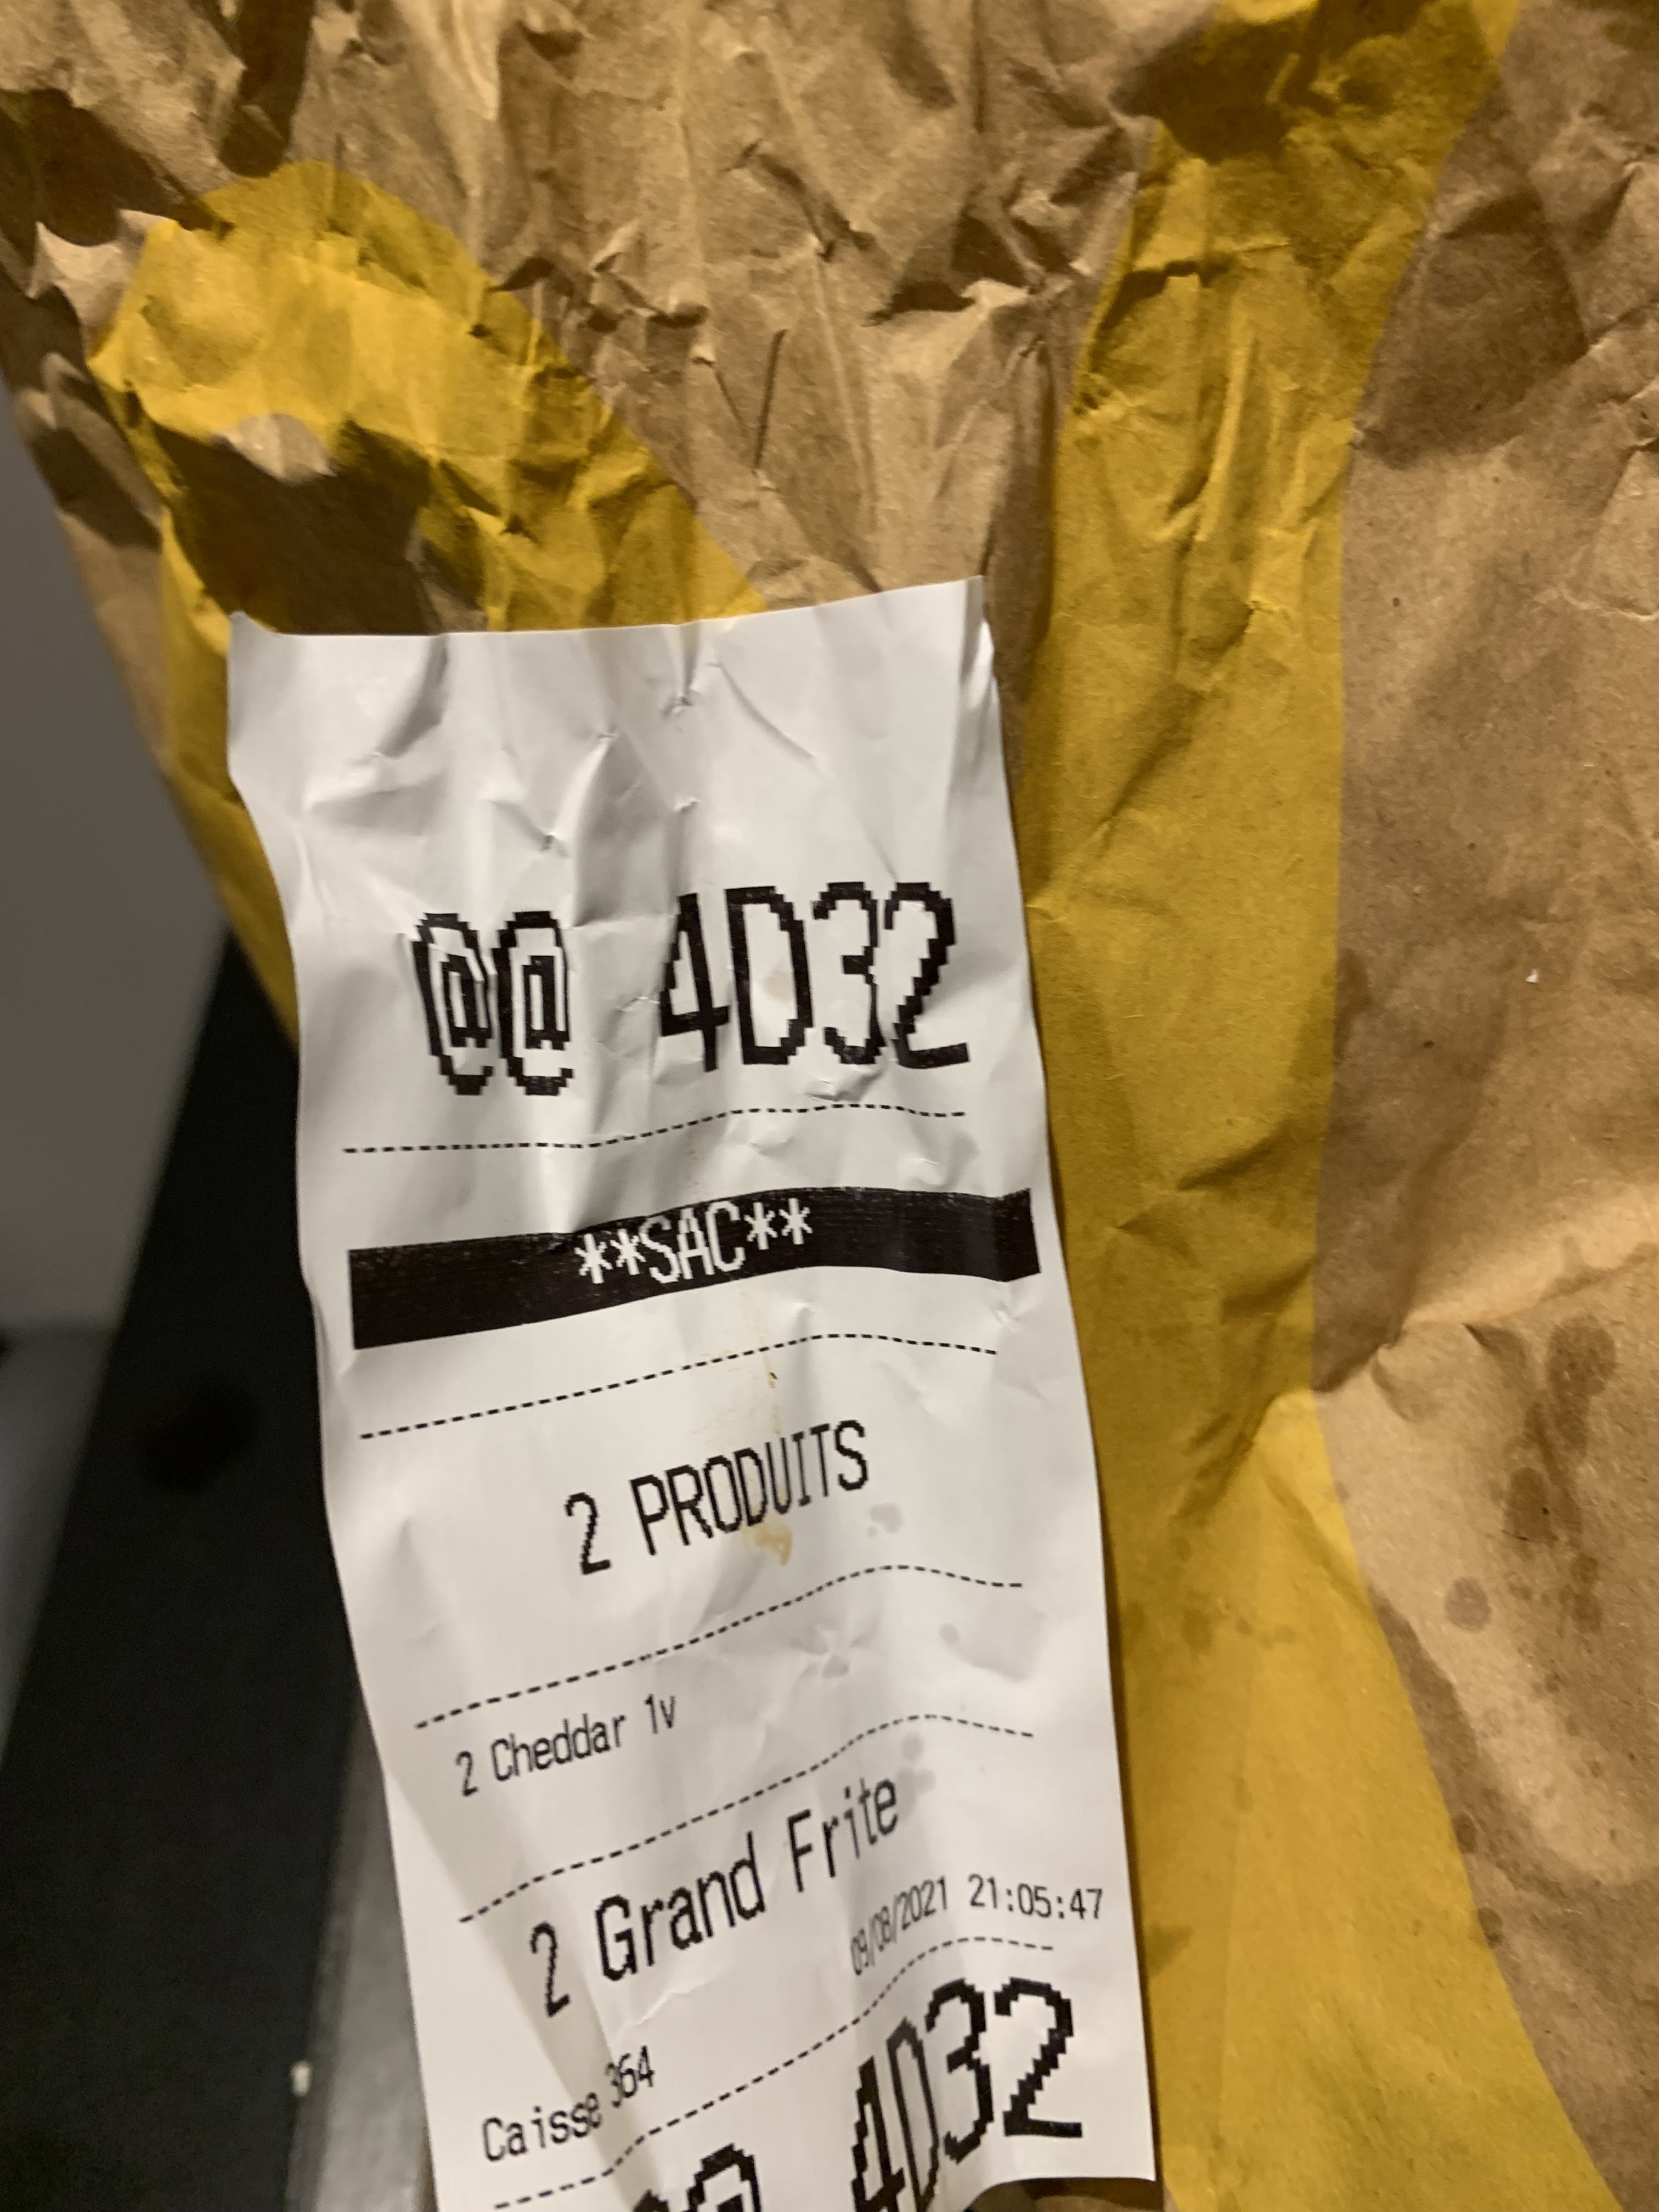 @@ 4D32
**SAC**
2 PRODUITS
2 Cheddar 1v
2 Grand Frite
09/08/2021 21:05:47
Caisse 364
@@ 4D32